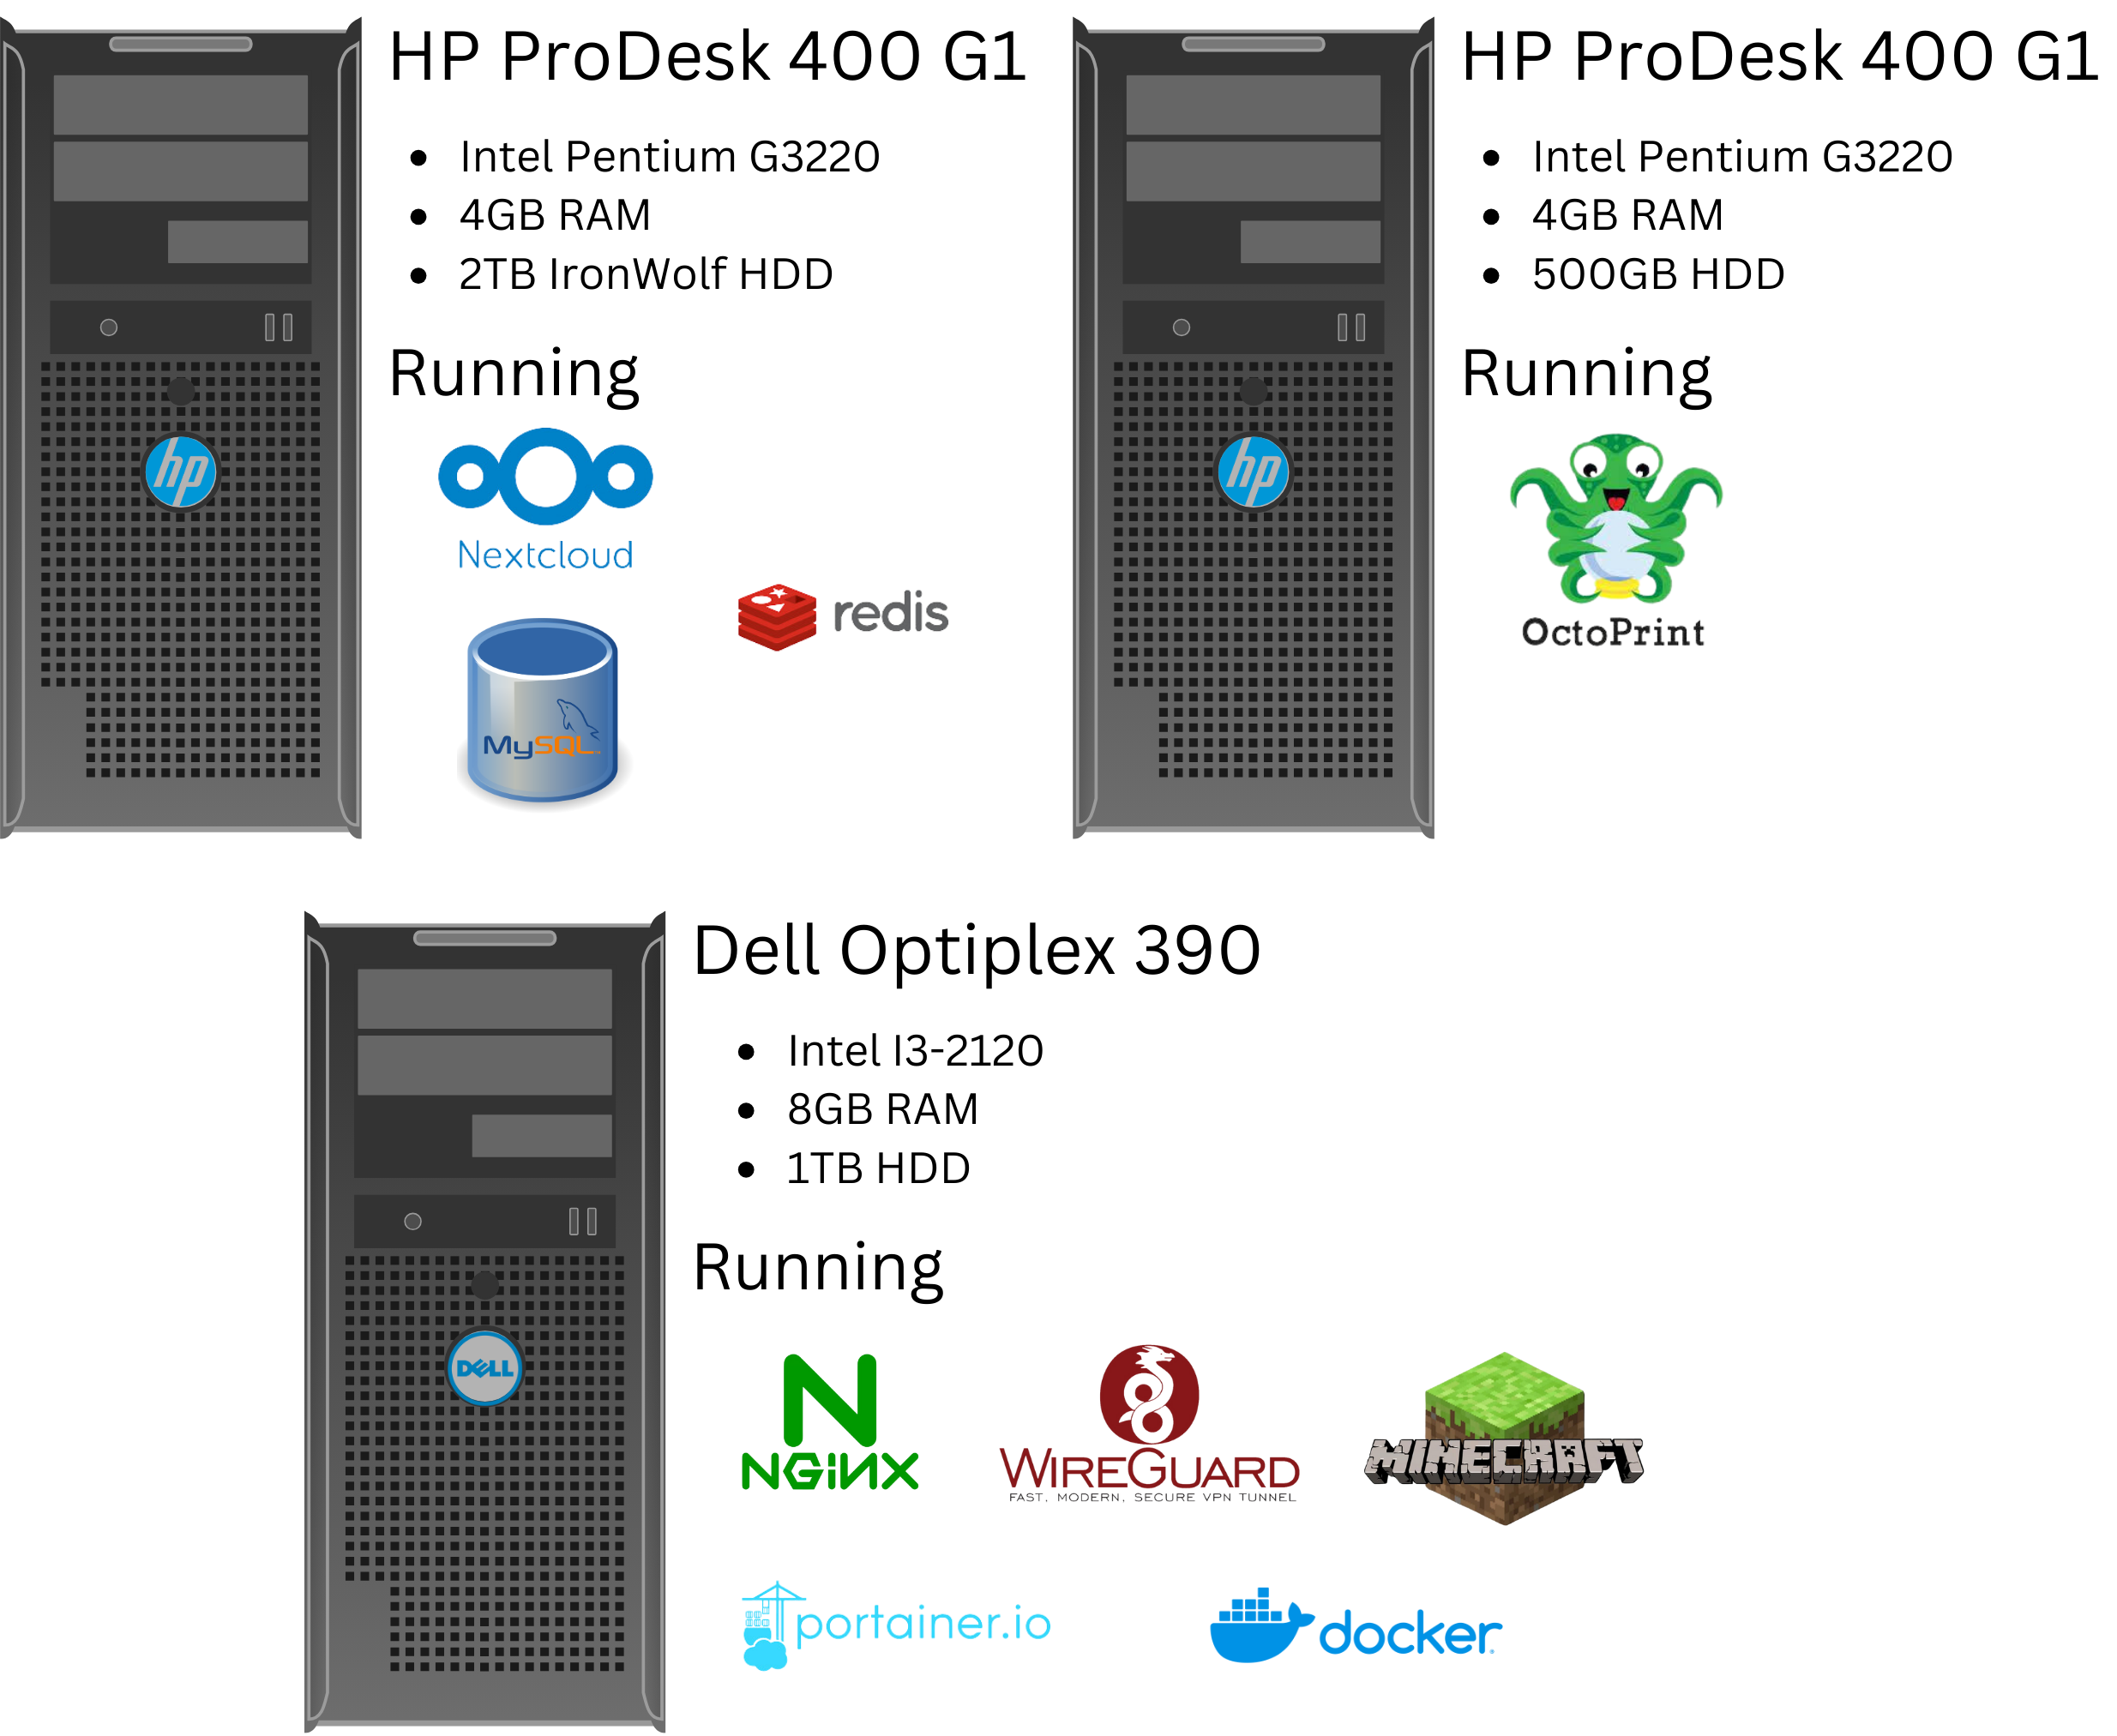 HP ProDesk 400 G1
Intel Pentium G3220
4GB RAM
2TB IronWolf HDD
Running
hp
Nextcloud
redis
MySQL
HP ProDesk 400 G1
Intel Pentium G3220
4GB RAM
500GB HDD
Running
hp
OctoPrint
Dell Optiplex 390
Intel I3-2120
8GB RAM
1TB HDD
Running
DELL
N
NGiNX
WIREGUARD
FAST, MODERN, SECURE VPN TUNNEL
MINECRAFT
portainer.io
docker